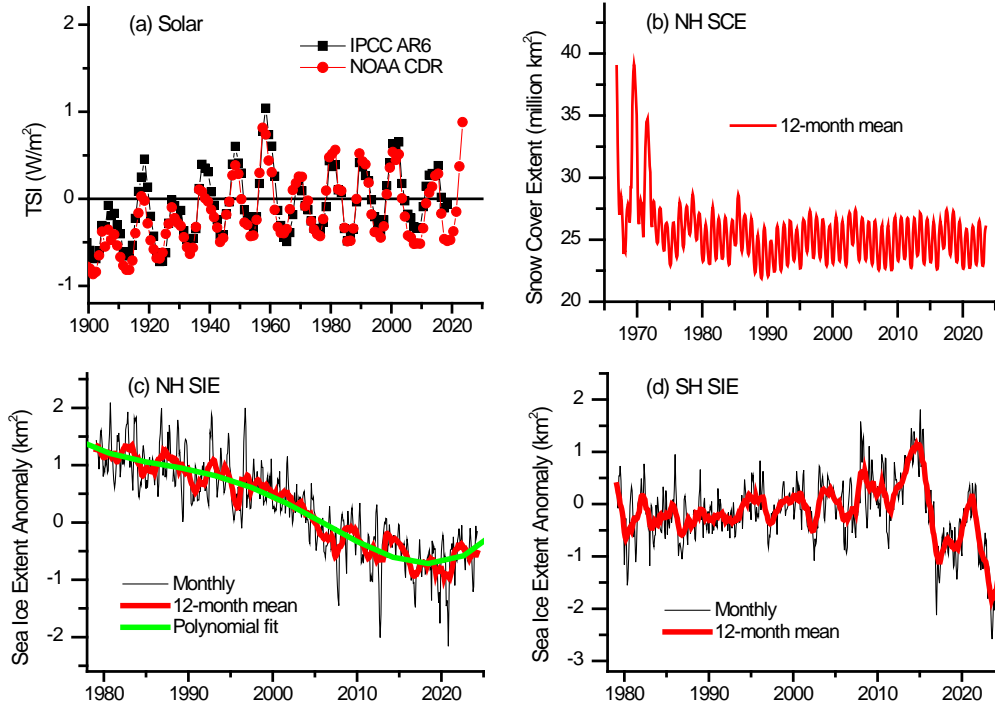 (a) Solar
IPCC AR6
NOAA CDR
TSI (W/m²)
2
1
0
-1
1900 1920 1940 1960 1980 2000 2020
(b) NH SCE
12-month mean
Snow Cover Extent (million km²)
40
35
30
25
20
1970 1980 1990 2000 2010 2020
(c) NH SIE
Sea Ice Extent Anomaly (km²)
2
1
0
-1
-2
Monthly
12-month mean
Polynomial fit
1980 1990 2000 2010 2020
(d) SH SIE
Sea Ice Extent Anomaly (km²)
2
1
0
-1
-2
-3
Monthly
12-month mean
1980 1990 2000 2010 2020